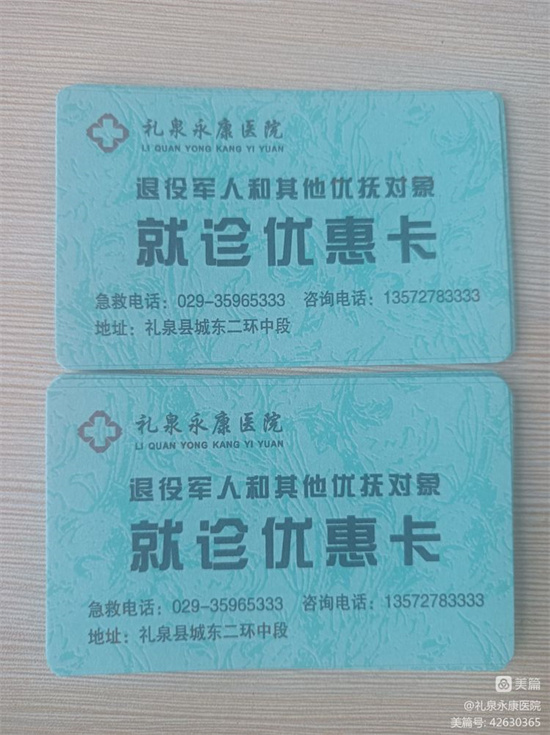 礼泉永康医院
LI QUAN YONG KANG YI YUAN
退役军人和其他优抚对象
就诊优惠卡
急救电话：029-35965333 咨询电话：13572783333
地址：礼泉县城东二环中段
礼泉永康医院
LI QUAN YONG KANG YI YUAN
退役军人和其他优抚对象
就诊优惠卡
急救电话：029-35965333 咨询电话：13572783333
地址：礼泉县城东二环中段
美篇
@礼泉永康医院
美篇号: 42630365